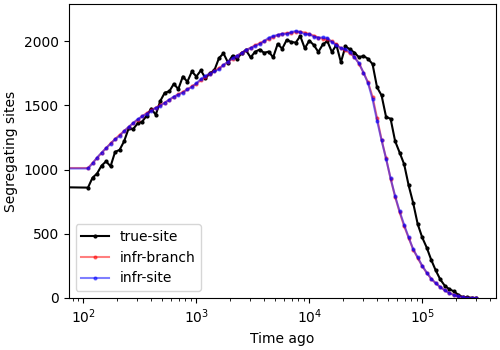 Segregating sites
2000
1500
1000
500
0
true-site
infr-branch
infr-site
10²
10³
10⁴
10⁵
Time ago